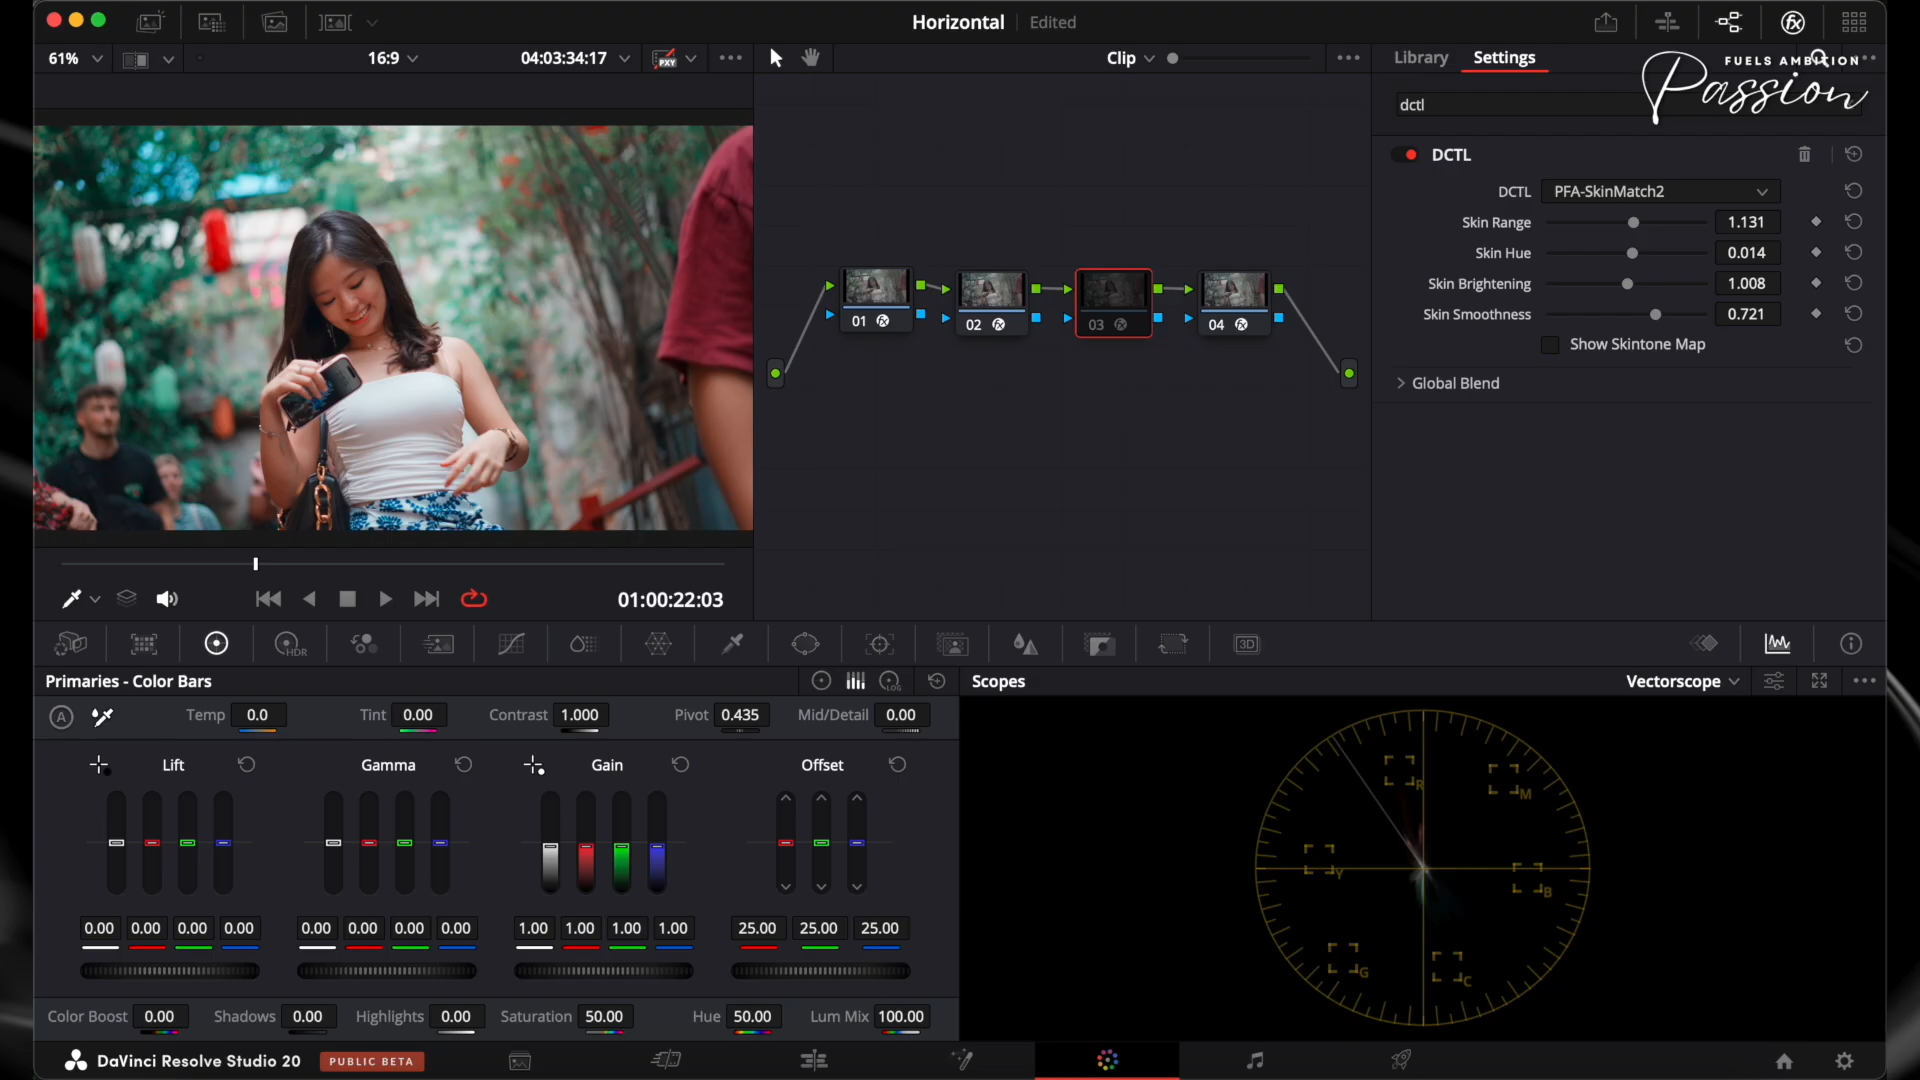 Horizontal
Edited
61%
16:9
04:03:34:17
PXY
Clip
Library
Settings
FUELS AMBITION
Passion
dctl
DCTL
DCTL
PFA-SkinMatch2
Skin Range
1.131
Skin Hue
0.014
Skin Brightening
1.008
Skin Smoothness
0.721
Show Skintone Map
Global Blend
01
02
03
04
01:00:22:03
HDR
3D
Primaries - Color Bars
LOG
Scopes
Vectorscope
A
Temp 0.0
Tint 0.00
Contrast 1.000
Pivot 0.435
Mid/Detail 0.00
Lift
Gamma
Gain
Offset
0.00 0.00 0.00 0.00
0.00 0.00 0.00 0.00
1.00 1.00 1.00 1.00
25.00 25.00 25.00
R
M
Y
B
G
C
Color Boost 0.00
Shadows 0.00
Highlights 0.00
Saturation 50.00
Hue 50.00
Lum Mix 100.00
DaVinci Resolve Studio 20
PUBLIC BETA